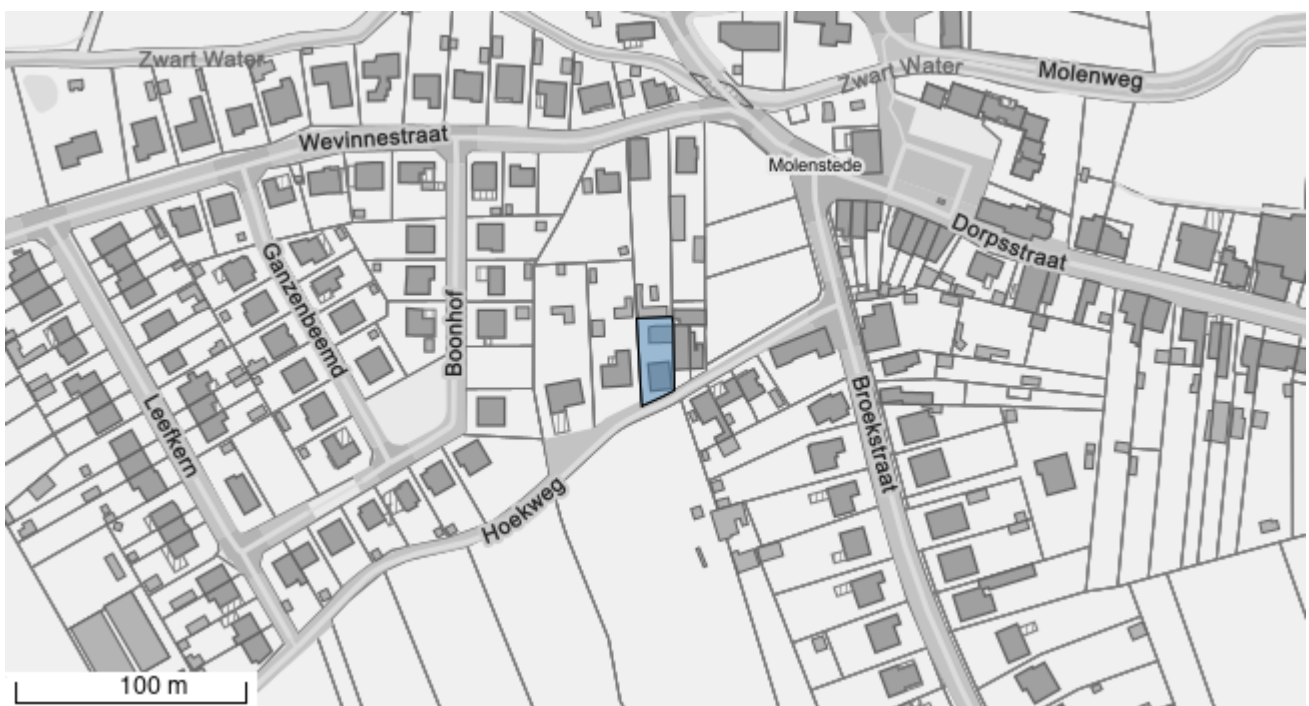 Zwart Water
Zwart Water
Molenweg
Wevinnestraat
Molenstede
Dorpsstraat
Ganzenbeemd
Boonhof
Leefkern
Broekstraat
Hoekweg
100 m